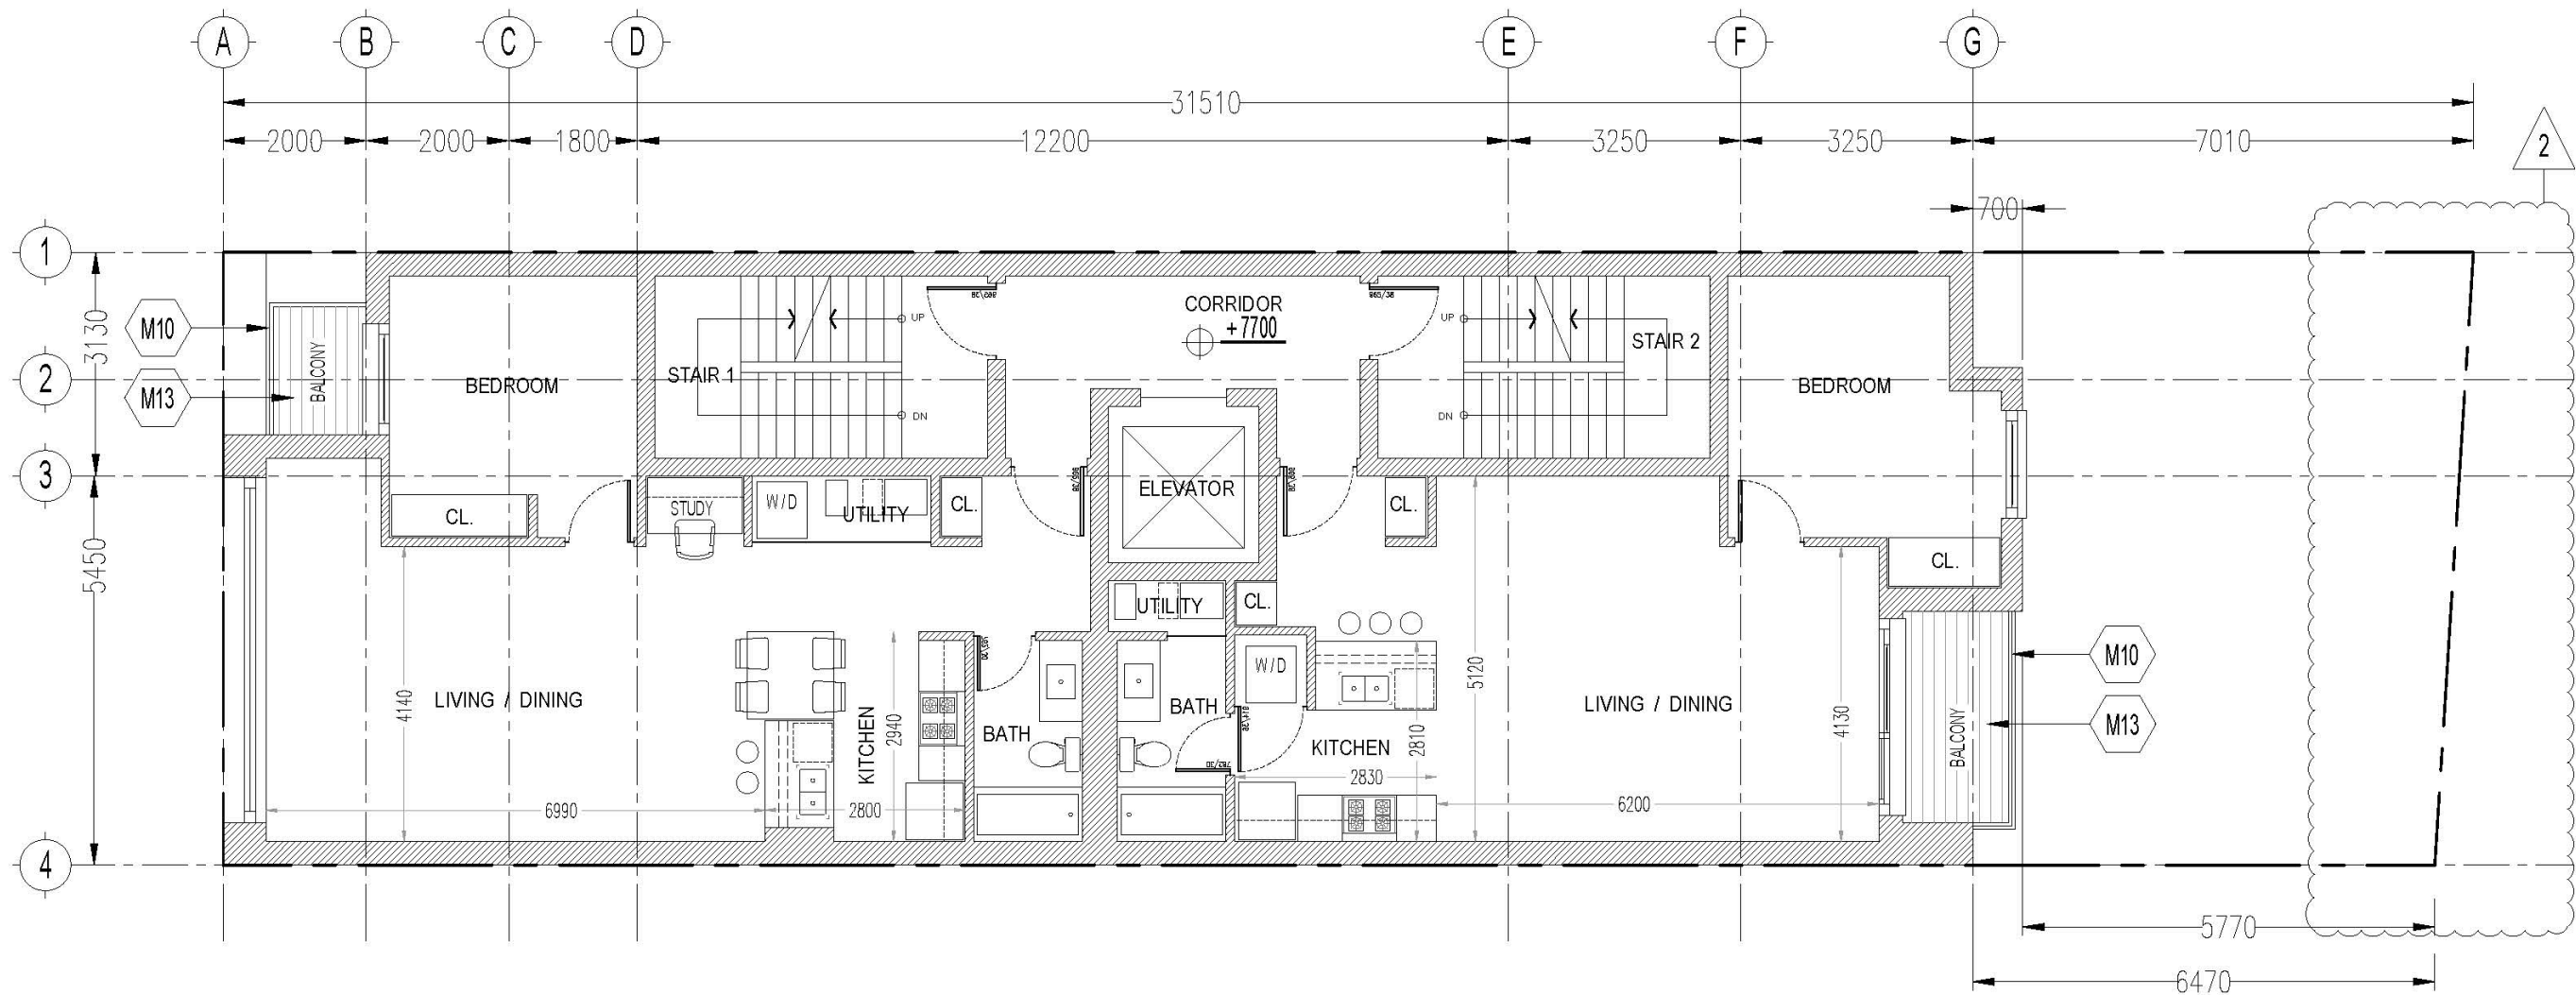 A B C D E F G
31510
2000 2000 1800 12200 3250 3250 7010
2
700
1
2
3
4
3130
5450
M10
M13
BALCONY
BEDROOM
STAIR 1
UP
DN
CORRIDOR
+7700
UP
DN
STAIR 2
BEDROOM
ELEVATOR
CL.
STUDY
W/D
UTILITY
CL.
CL.
CL.
UTILITY
CL.
LIVING / DINING
4140
6990
KITCHEN
2940
2800
BATH
BATH
W/D
KITCHEN
2810
2830
5120
LIVING / DINING
4130
6200
BALCONY
M10
M13
5770
6470